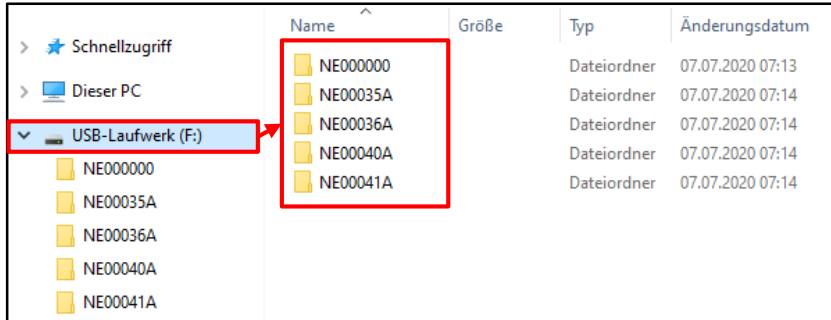 Schnellzugriff
Dieser PC
USB-Laufwerk (F:)
NE000000
NE00035A
NE00036A
NE00040A
NE00041A
Name Größe Typ Änderungsdatum
NE000000 Dateiordner 07.07.2020 07:13
NE00035A Dateiordner 07.07.2020 07:14
NE00036A Dateiordner 07.07.2020 07:14
NE00040A Dateiordner 07.07.2020 07:14
NE00041A Dateiordner 07.07.2020 07:14